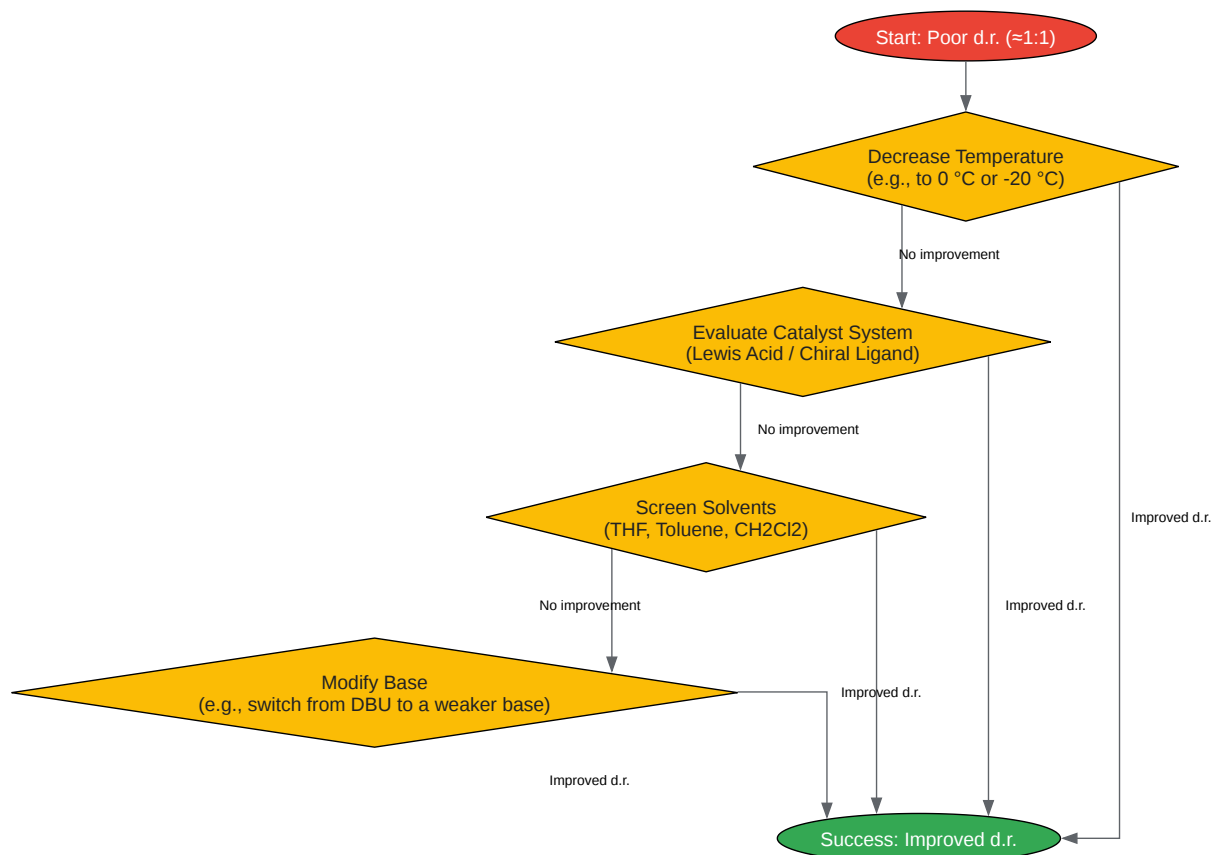 Start: Poor d.r. (≈1:1)
Decrease Temperature
(e.g., to 0 °C or -20 °C)
No improvement
Evaluate Catalyst System
(Lewis Acid / Chiral Ligand)
No improvement
Screen Solvents
(THF, Toluene, CH2Cl2)
Improved d.r.
No improvement
Improved d.r.
Modify Base
(e.g., switch from DBU to a weaker base)
Improved d.r.
Improved d.r.
Success: Improved d.r.